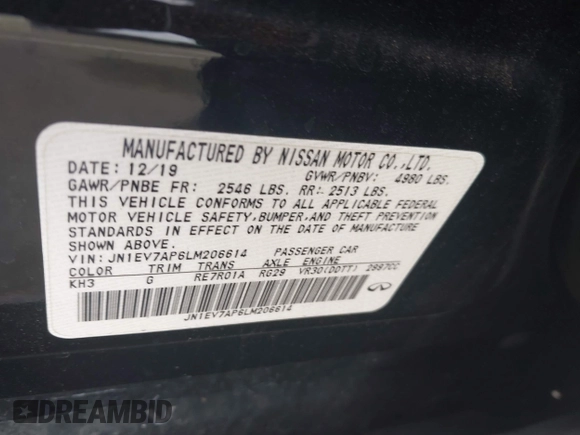 MANUFACTURED BY NISSAN MOTOR CO.,LTD.
DATE: 12/19 GVWR/PNBV: 4980 LBS.
GAWR/PNBE FR: 2546 LBS. RR: 2513 LBS.
THIS VEHICLE CONFORMS TO ALL APPLICABLE FEDERAL
MOTOR VEHICLE SAFETY, BUMPER, AND THEFT PREVENTION
STANDARDS IN EFFECT ON THE DATE OF MANUFACTURE
SHOWN ABOVE.
VIN: JN1EV7AP6LM206614 PASSENGER CAR
COLOR TRIM TRANS AXLE ENGINE
KH3 G RE7R01A RG29 VR30(DDTT) 2997CC
JN1EV7AP6LM206614
DREAMBID